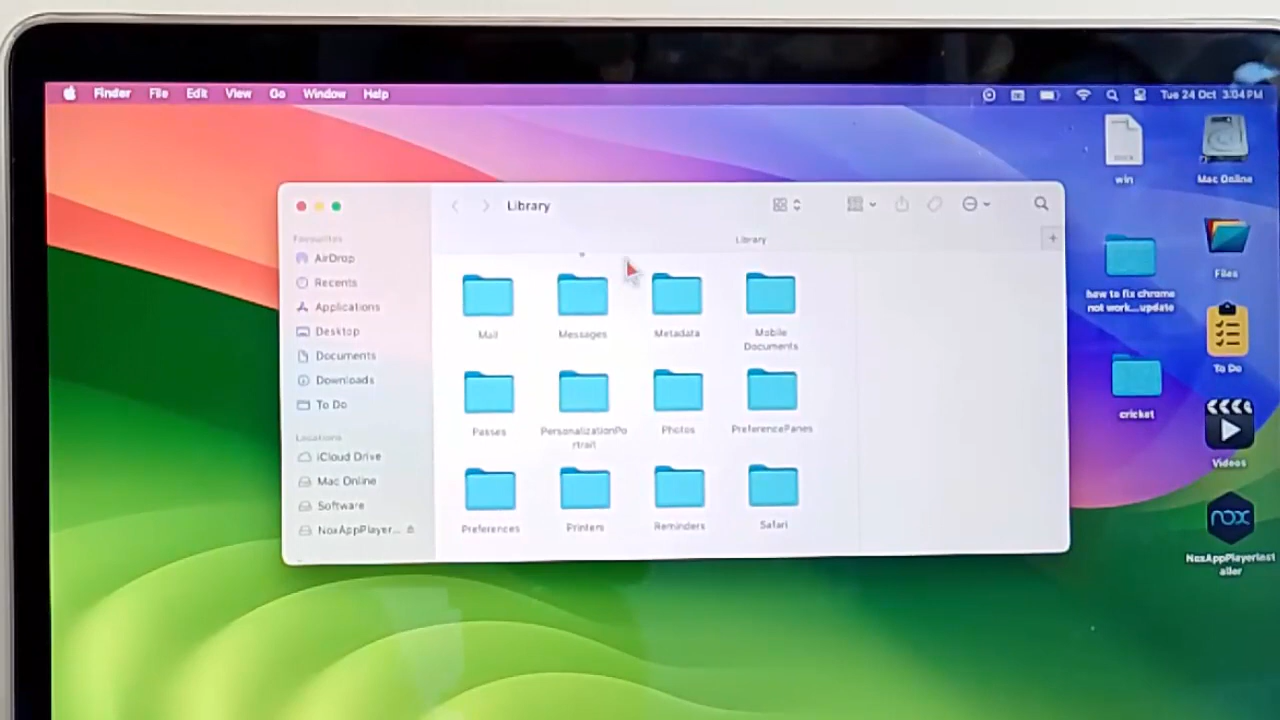 Finder File Edit View Go Window Help
Tue 24 Oct 3:04 PM
Library
Library
Favourites
AirDrop
Recents
Applications
Desktop
Documents
Downloads
To Do
Locations
iCloud Drive
Mac Online
Software
NoxAppPlayer...
Mail
Messages
Metadata
Mobile
Documents
Passes
PersonalizationPo
rtrait
Photos
PreferencePanes
Preferences
Printers
Reminders
Safari
win
Mac Online
how to fix chrome
not work...update
Files
To Do
cricket
Videos
nox
NoxAppPlayerInst
aller